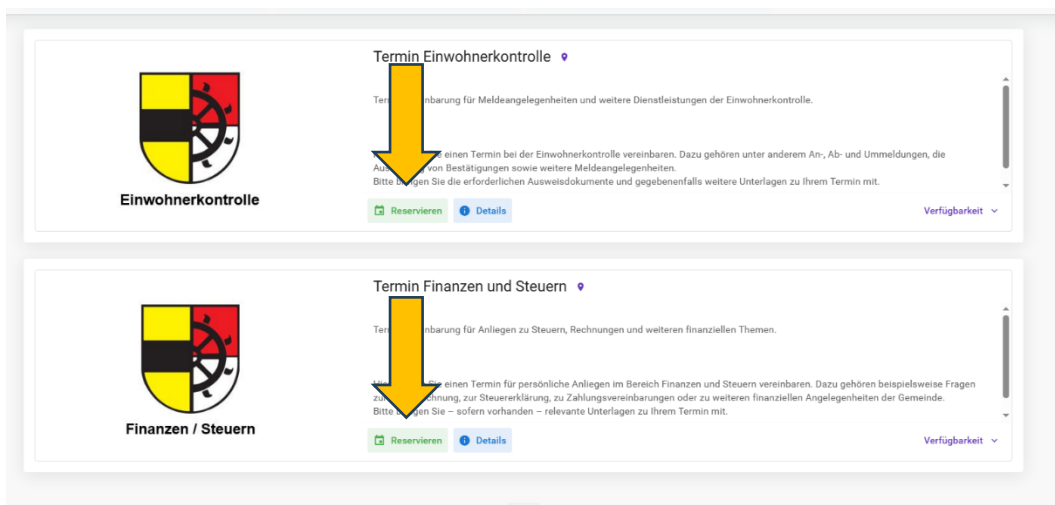 Termin Einwohnerkontrolle
für Meldeangelegenheiten und weitere Dienstleistungen der Einwohnerkontrolle.
einen Termin bei der Einwohnerkontrolle vereinbaren. Dazu gehören unter anderem An-, Ab- und Ummeldungen, die
von Bestätigungen sowie weitere Meldeangelegenheiten.
Bitte Sie die erforderlichen Ausweisdokumente und gegebenenfalls weitere Unterlagen zu Ihrem Termin mit.
Einwohnerkontrolle
Reservieren Details Verfügbarkeit
Termin Finanzen und Steuern
für Anliegen zu Steuern, Rechnungen und weiteren finanziellen Themen.
Sie einen Termin für persönliche Anliegen im Bereich Finanzen und Steuern vereinbaren. Dazu gehören beispielsweise Fragen
zur Steuererklärung, zu Zahlungsvereinbarungen oder zu weiteren finanziellen Angelegenheiten der Gemeinde.
Bitte Sie – sofern vorhanden – relevante Unterlagen zu Ihrem Termin mit.
Finanzen / Steuern
Reservieren Details Verfügbarkeit